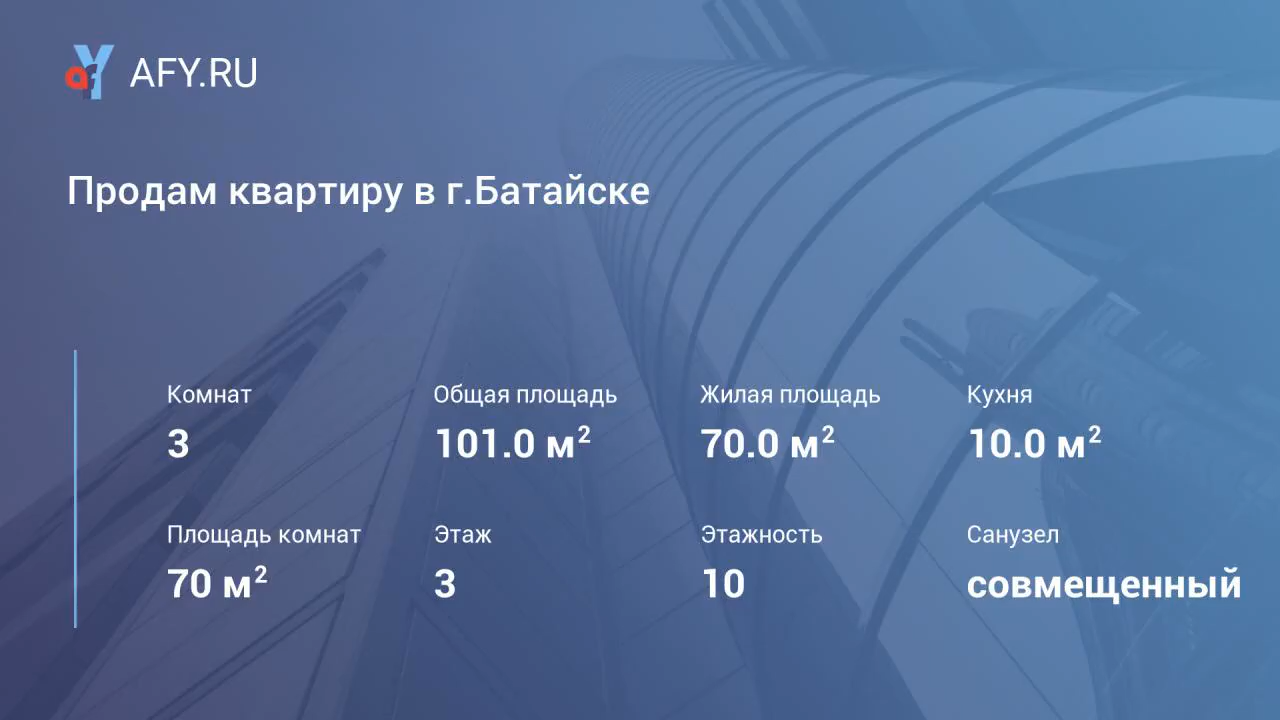 aFY AFY.RU
Продам квартиру в г.Батайске
Комнат
3
Общая площадь
101.0 м²
Жилая площадь
70.0 м²
Кухня
10.0 м²
Площадь комнат
70 м²
Этаж
3
Этажность
10
Санузел
совмещенный